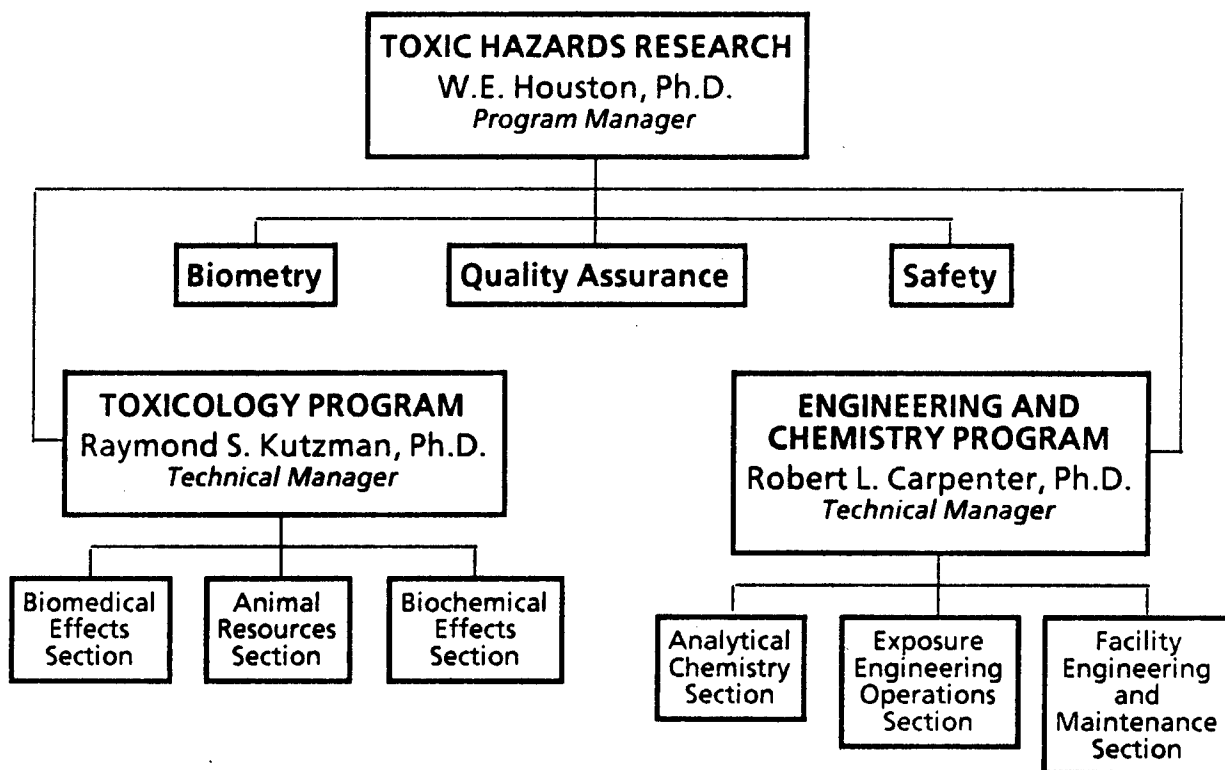 TOXIC HAZARDS RESEARCH
W.E. Houston, Ph.D.
Program Manager
Biometry
Quality Assurance
Safety
TOXICOLOGY PROGRAM
Raymond S. Kutzman, Ph.D.
Technical Manager
ENGINEERING AND
CHEMISTRY PROGRAM
Robert L. Carpenter, Ph.D.
Technical Manager
Biomedical
Effects
Section
Animal
Resources
Section
Biochemical
Effects
Section
Analytical
Chemistry
Section
Exposure
Engineering
Operations
Section
Facility
Engineering
and
Maintenance
Section